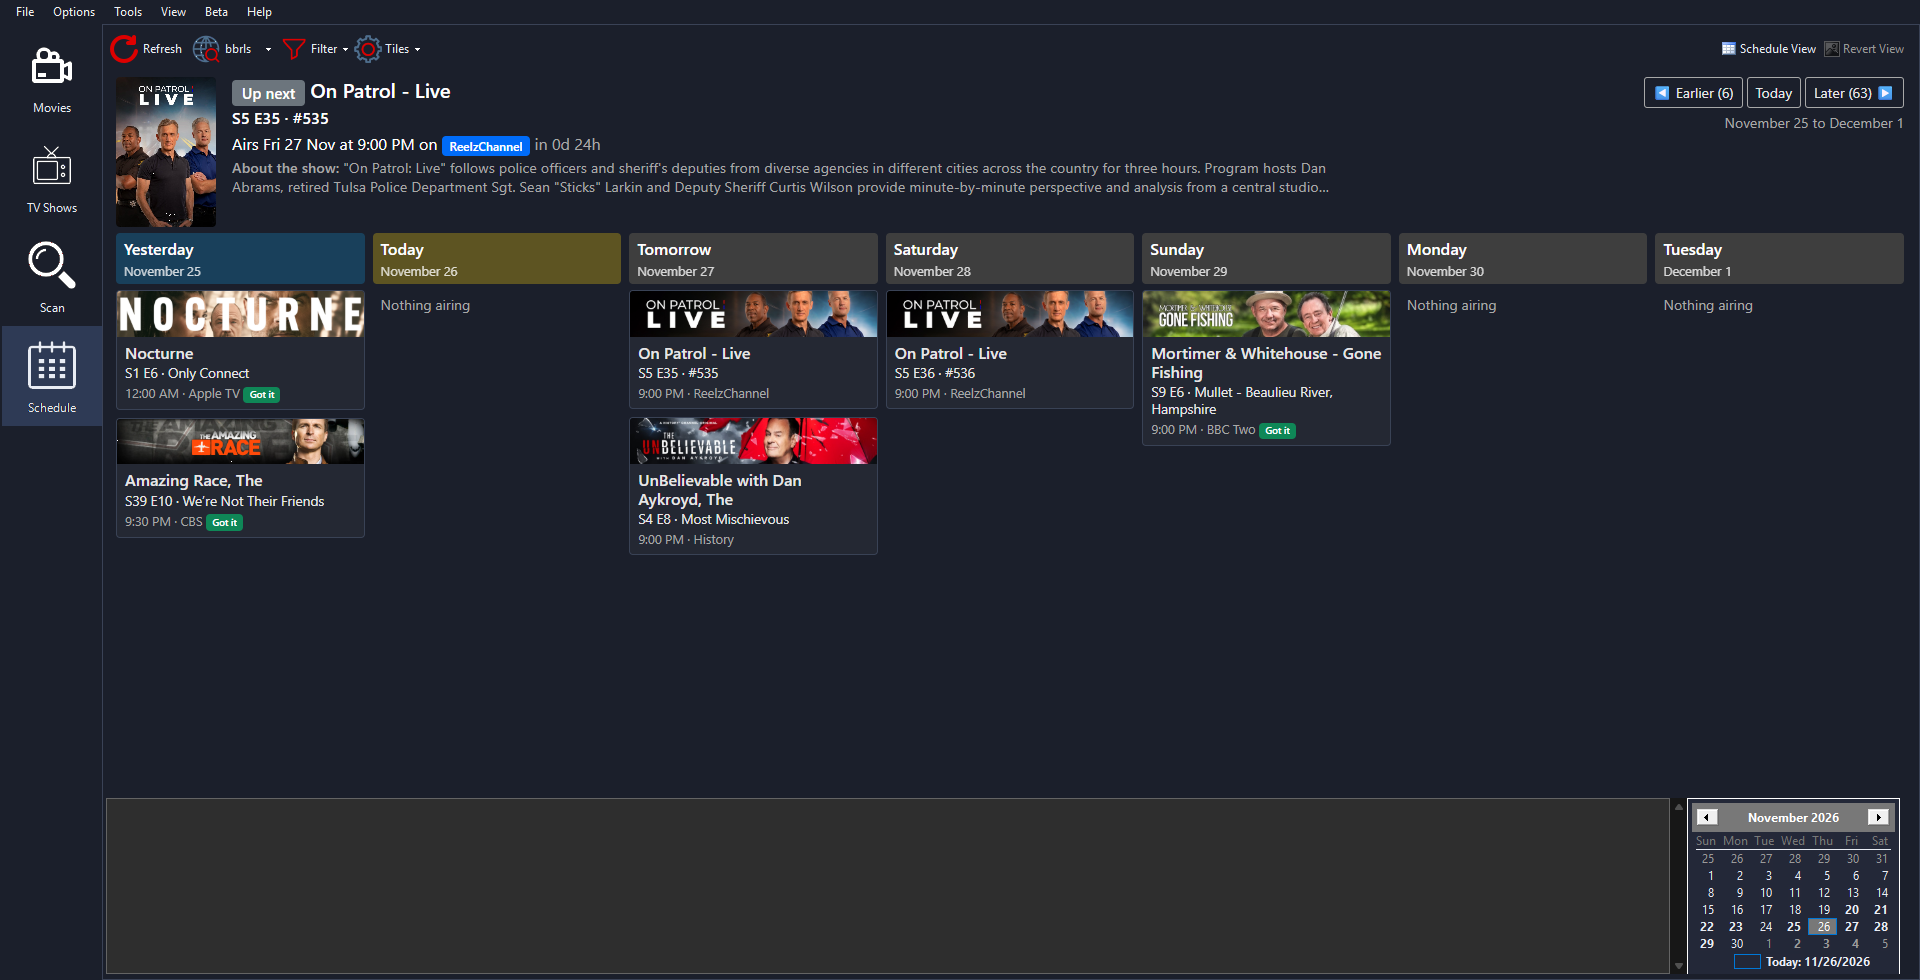 File Options Tools View Beta Help
Movies
TV Shows
Scan
Schedule
Refresh bbrls Filter Tiles
Schedule View Revert View
ON PATROL
LIVE
Up next On Patrol - Live
S5 E35 · #535
Airs Fri 27 Nov at 9:00 PM on ReelzChannel in 0d 24h
About the show: "On Patrol: Live" follows police officers and sheriff's deputies from diverse agencies in different cities across the country for three hours. Program hosts Dan
Abrams, retired Tulsa Police Department Sgt. Sean "Sticks" Larkin and Deputy Sheriff Curtis Wilson provide minute-by-minute perspective and analysis from a central studio...
Earlier (6) Today Later (63)
November 25 to December 1
Yesterday
November 25
NOCTURNE
Nocturne
S1 E6 · Only Connect
12:00 AM · Apple TV Got it
THE AMAZING RACE
THE AMAZING
RACE
Amazing Race, The
S39 E10 · We're Not Their Friends
9:30 PM · CBS Got it
Today
November 26
Nothing airing
Tomorrow
November 27
ON PATROL
LIVE
On Patrol - Live
S5 E35 · #535
9:00 PM · ReelzChannel
THE
UNBELIEVABLE
WITH DAN AYKROYD
UnBelievable with Dan
Aykroyd, The
S4 E8 · Most Mischievous
9:00 PM · History
Saturday
November 28
ON PATROL
LIVE
On Patrol - Live
S5 E36 · #536
9:00 PM · ReelzChannel
Sunday
November 29
MORTIMER & WHITEHOUSE
GONE FISHING
Mortimer & Whitehouse - Gone
Fishing
S9 E6 · Mullet - Beaulieu River,
Hampshire
9:00 PM · BBC Two Got it
Monday
November 30
Nothing airing
Tuesday
December 1
Nothing airing
November 2026
Sun Mon Tue Wed Thu Fri Sat
25 26 27 28 29 30 31
1 2 3 4 5 6 7
8 9 10 11 12 13 14
15 16 17 18 19 20 21
22 23 24 25 26 27 28
29 30 1 2 3 4 5
Today: 11/26/2026